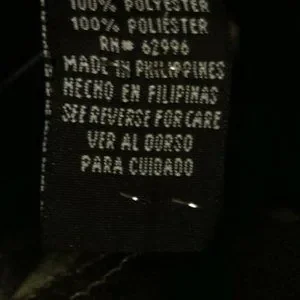 100% POLYESTER
100% POLIÉSTER
RN# 62996
MADE IN PHILIPPINES
HECHO EN FILIPINAS
SEE REVERSE FOR CARE
VER AL DORSO
PARA CUIDADO